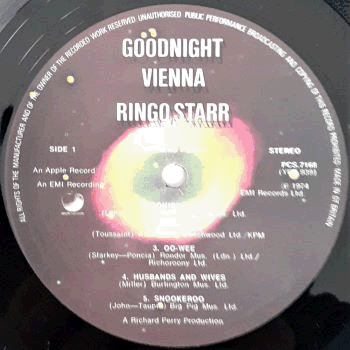 ALL RIGHTS OF THE MANUFACTURER AND OF THE OWNER OF THE RECORDED WORK RESERVED. UNAUTHORISED PUBLIC PERFORMANCE BROADCASTING AND COPYING OF THIS RECORD PROHIBITED. MADE IN GT. BRITAIN
GOODNIGHT
VIENNA
RINGO STARR
SIDE 1
STEREO
An Apple Record
PCS.7168
An EMI Recording
EMI Records Ltd
℗ 1974
(Toussaint)
Ltd./KPM
3. OO-WEE
(Starkey—Poncia) Rondor Mus. (Ldn.) Ltd./
Richoroony Ltd.
4. HUSBANDS AND WIVES
(Miller) Burlington Mus. Ltd.
5. SNOOKEROO
(John—Taupin) Big Pig Mus. Ltd.
A Richard Perry Production